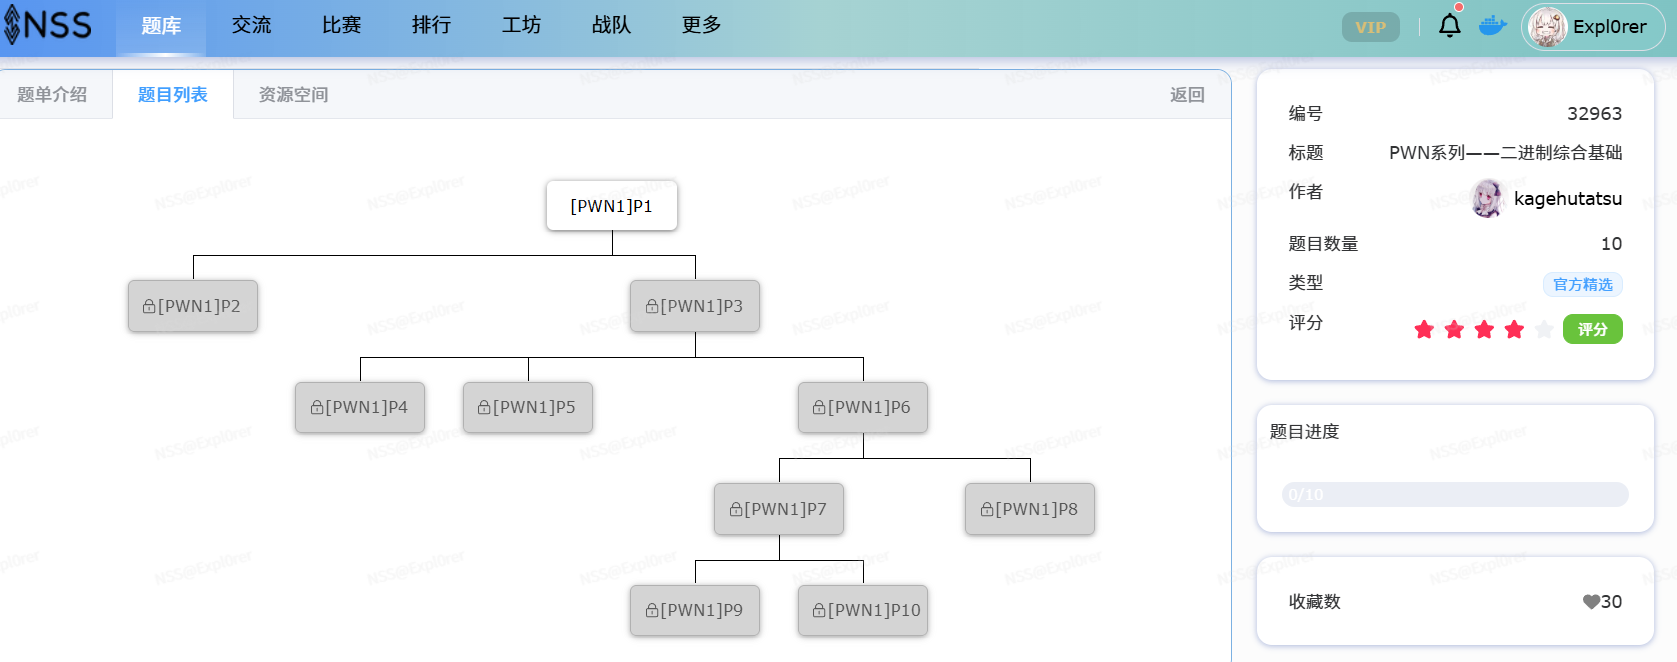 NSS 题库 交流 比赛 排行 工坊 战队 更多 VIP Expl0rer
题单介绍 题目列表 资源空间 返回
[PWN1]P1
[PWN1]P2 [PWN1]P3
[PWN1]P4 [PWN1]P5 [PWN1]P6
[PWN1]P7 [PWN1]P8
[PWN1]P9 [PWN1]P10
编号 32963
标题 PWN系列——二进制综合基础
作者 kagehutatsu
题目数量 10
类型 官方精选
评分 评分
题目进度
0/10
收藏数 30
NSS@Expl0rer